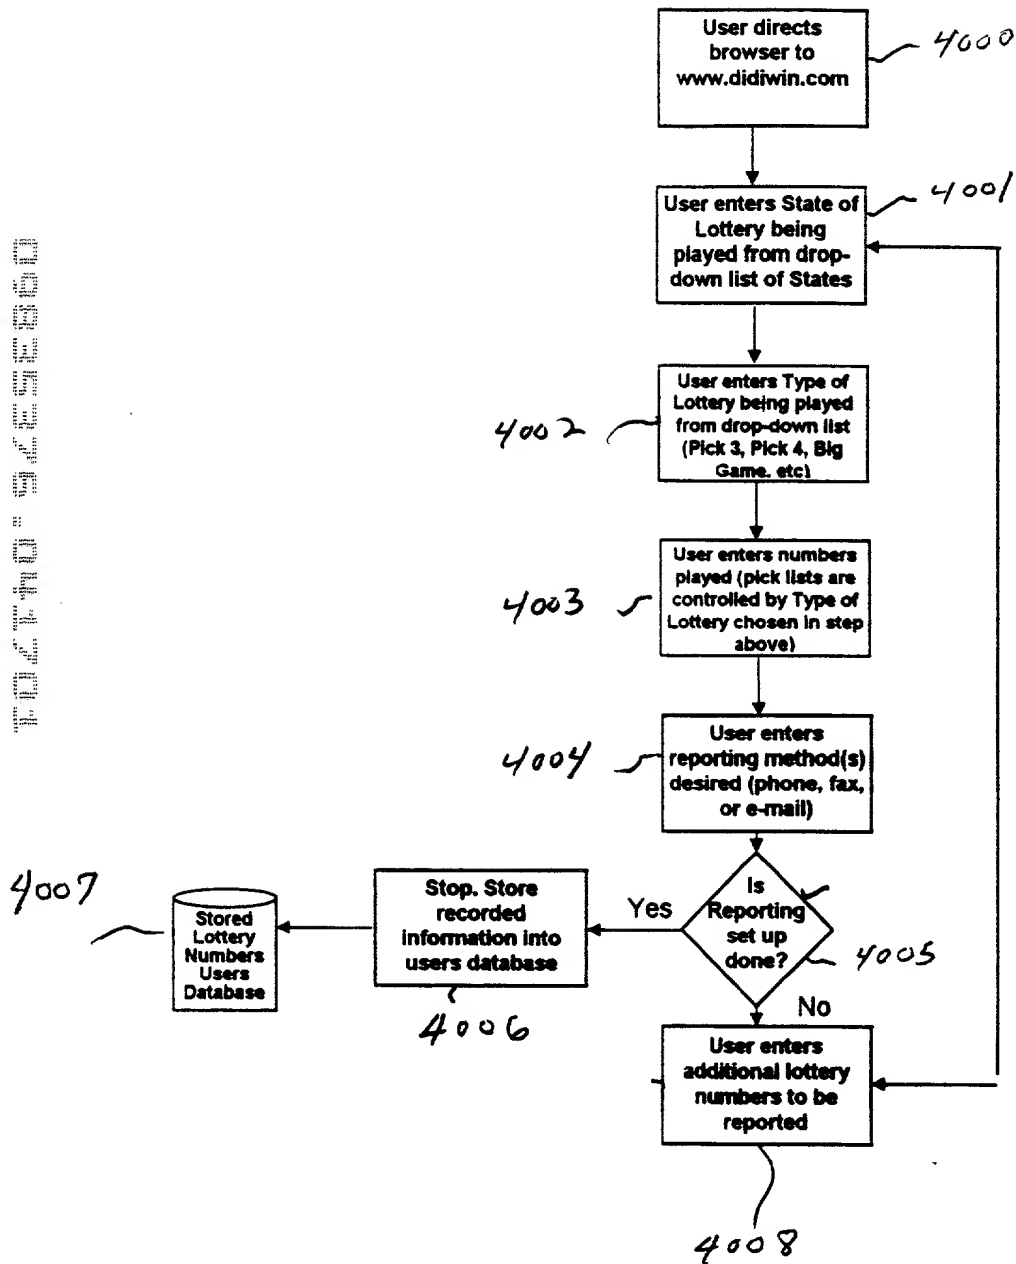 User directs
browser to
www.didiwin.com
4000
User enters State of
Lottery being
played from drop-
down list of States
4001
User enters Type of
Lottery being played
from drop-down list
(Pick 3, Pick 4, Big
Game, etc)
4002
User enters numbers
played (pick lists are
controlled by Type of
Lottery chosen in step
above)
4003
User enters
reporting method(s)
desired (phone, fax,
or e-mail)
4004
Is
Reporting
set up
done?
4005
Yes
Stop. Store
recorded
information into
users database
4006
Stored
Lottery
Numbers
Users
Database
4007
No
User enters
additional lottery
numbers to be
reported
4008
09835376.041701